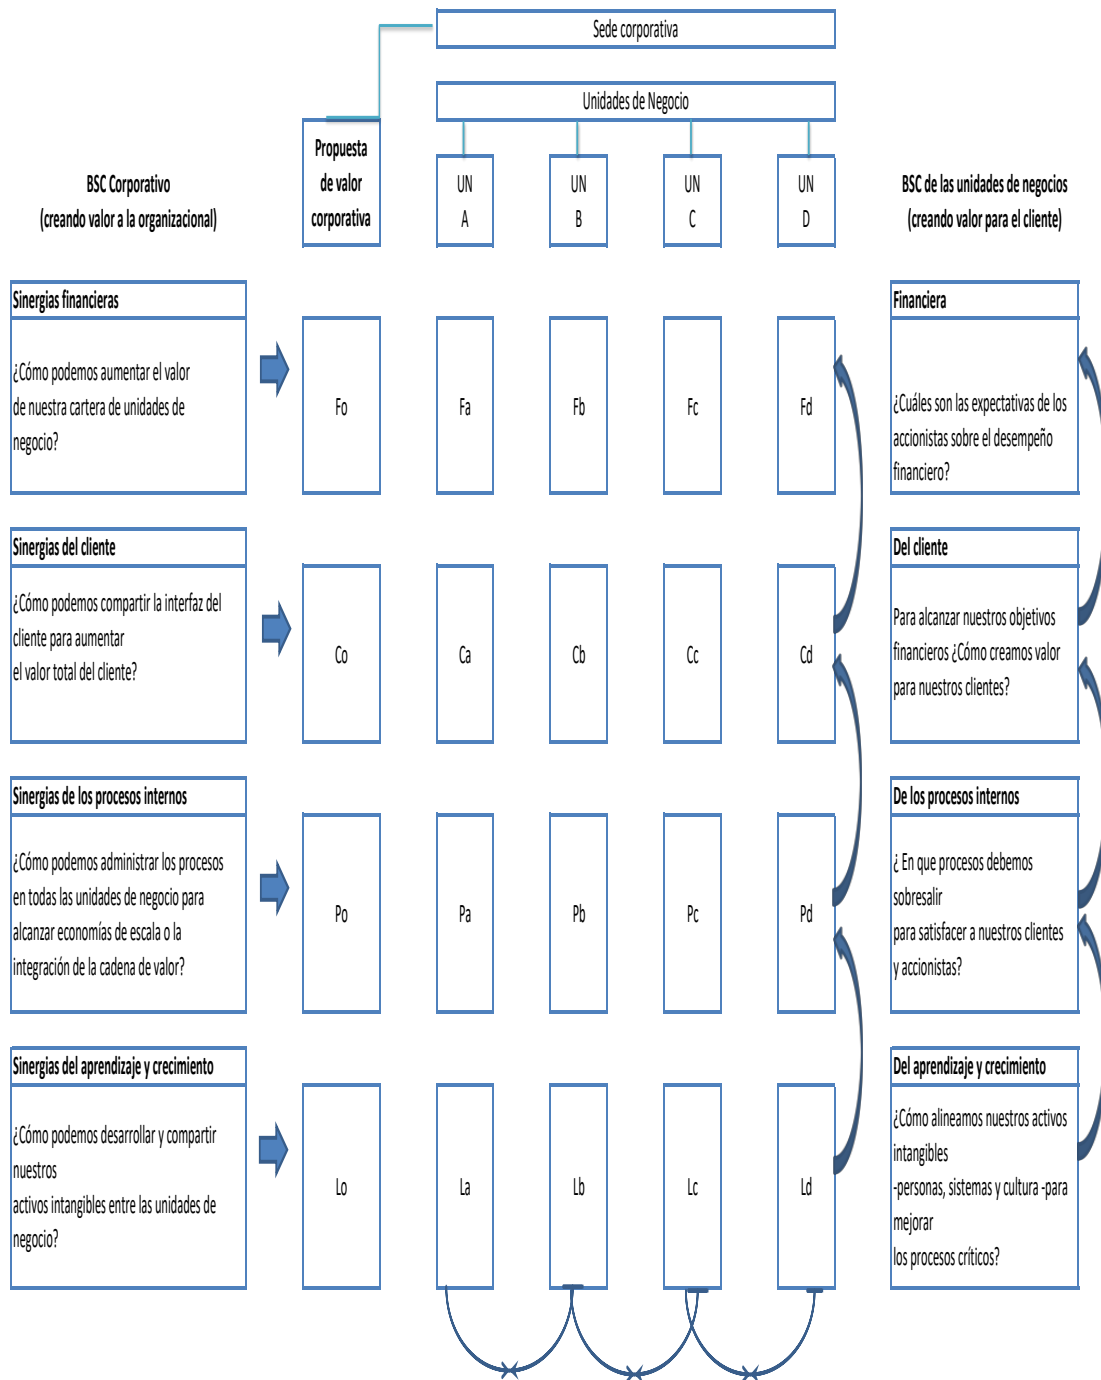 Sede corporativa
Unidades de Negocio
Propuesta
de valor
corporativa
UN
A
UN
B
UN
C
UN
D
BSC Corporativo
(creando valor a la organizacional)
BSC de las unidades de negocios
(creando valor para el cliente)
Sinergias financieras
¿Cómo podemos aumentar el valor
de nuestra cartera de unidades de
negocio?
Fo
Fa
Fb
Fc
Fd
Financiera
¿Cuáles son las expectativas de los
accionistas sobre el desempeño
financiero?
Sinergias del cliente
¿Cómo podemos compartir la interfaz del
cliente para aumentar
el valor total del cliente?
Co
Ca
Cb
Cc
Cd
Del cliente
Para alcanzar nuestros objetivos
financieros ¿Cómo creamos valor
para nuestros clientes?
Sinergias de los procesos internos
¿Cómo podemos administrar los procesos
en todas las unidades de negocio para
alcanzar economías de escala o la
integración de la cadena de valor?
Po
Pa
Pb
Pc
Pd
De los procesos internos
¿ En que procesos debemos
sobresalir
para satisfacer a nuestros clientes
y accionistas?
Sinergias del aprendizaje y crecimiento
¿Cómo podemos desarrollar y compartir
nuestros
activos intangibles entre las unidades de
negocio?
Lo
La
Lb
Lc
Ld
Del aprendizaje y crecimiento
¿Cómo alineamos nuestros activos
intangibles
-personas, sistemas y cultura -para
mejorar
los procesos críticos?